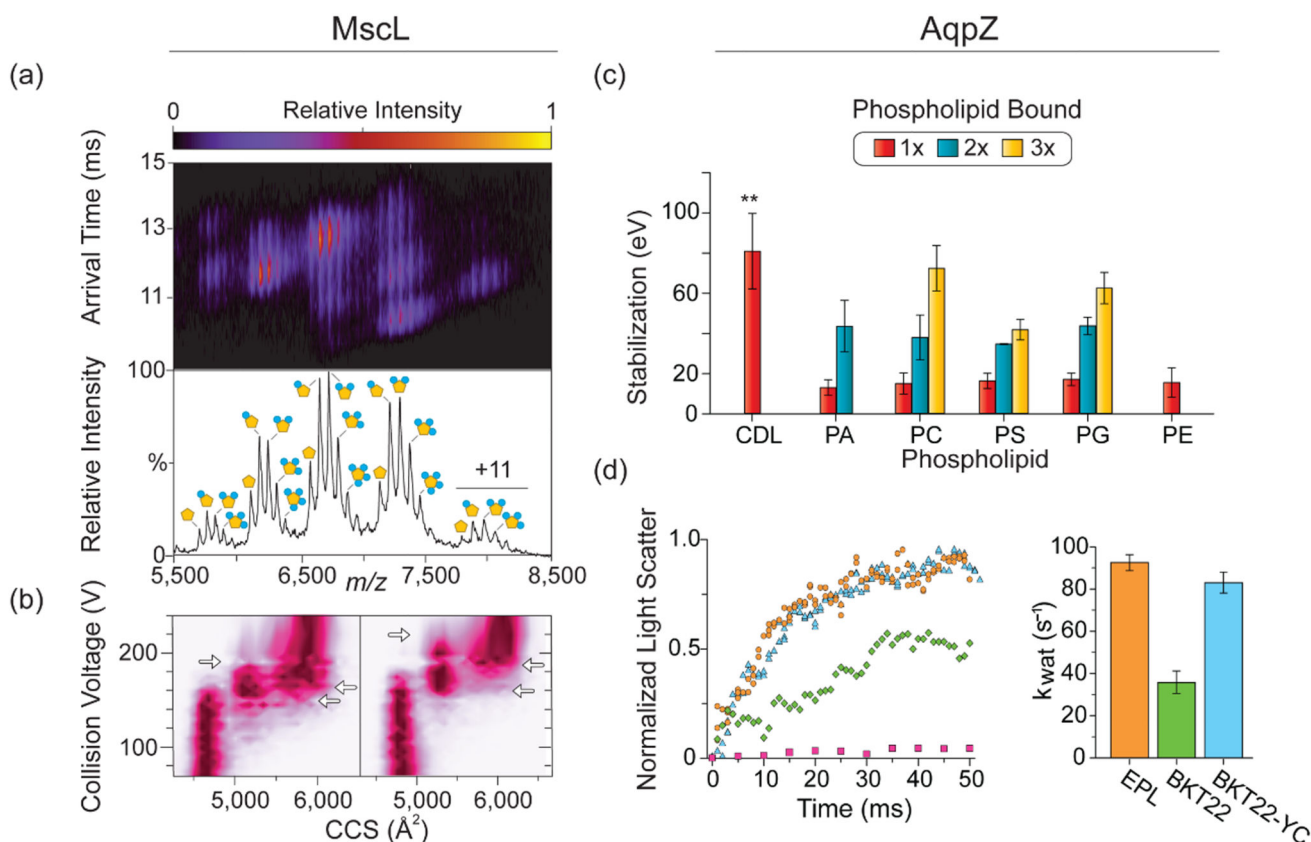 MscL
AqpZ
(a)
0 Relative Intensity 1
Arrival Time (ms)
15
13
11
Relative Intensity
100
%
0
+11
5,500 6,500 m/z 7,500 8,500
(b)
Collision Voltage (V)
200
100
5,000 6,000 5,000 6,000
CCS (Å²)
(c)
Phospholipid Bound
1x 2x 3x
Stabilization (eV)
100
60
20
0
**
CDL PA PC PS PG PE
Phospholipid
(d)
Normalizad Light Scatter
1.0
0.5
0
0 10 20 30 40 50
Time (ms)
kwat (s⁻¹)
100
80
60
40
20
0
EPL BKT22 BKT22-YC